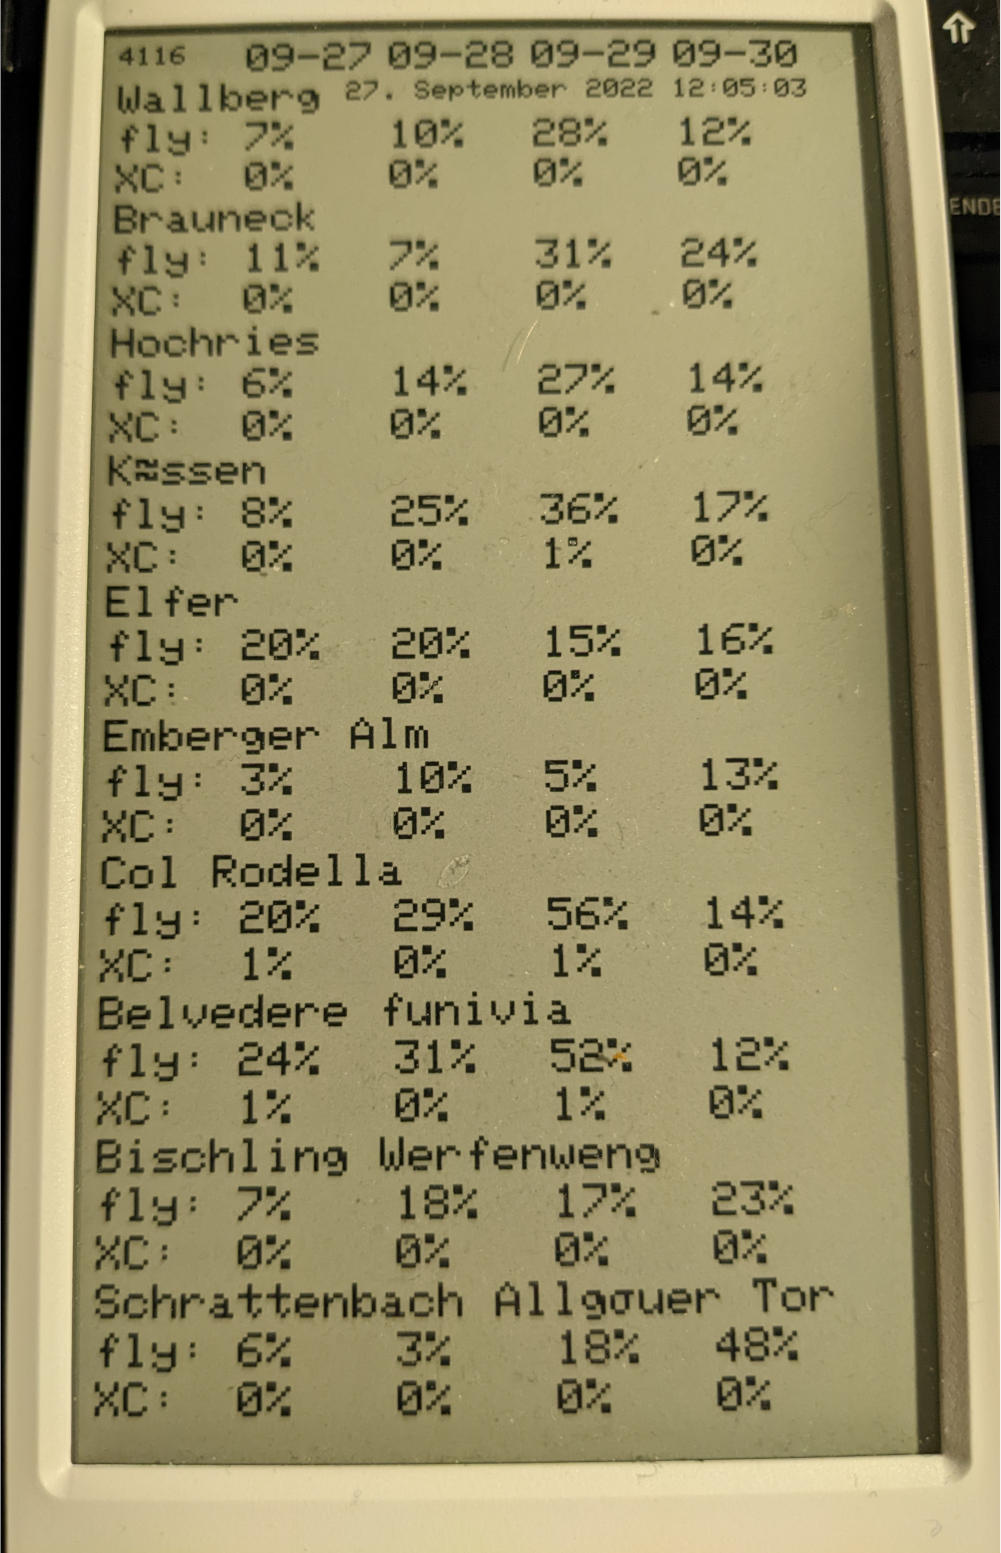 4116 09-27 09-28 09-29 09-30
Wallberg 27. September 2022 12:05:03
fly: 7% 10% 28% 12%
XC: 0% 0% 0% 0%
Brauneck
fly: 11% 7% 31% 24%
XC: 0% 0% 0% 0%
Hochries
fly: 6% 14% 27% 14%
XC: 0% 0% 0% 0%
K≈ssen
fly: 8% 25% 36% 17%
XC: 0% 0% 1% 0%
Elfer
fly: 20% 20% 15% 16%
XC: 0% 0% 0% 0%
Emberger Alm
fly: 3% 10% 5% 13%
XC: 0% 0% 0% 0%
Col Rodella
fly: 20% 29% 56% 14%
XC: 1% 0% 1% 0%
Belvedere funivia
fly: 24% 31% 52% 12%
XC: 1% 0% 1% 0%
Bischling Werfenweng
fly: 7% 18% 17% 23%
XC: 0% 0% 0% 0%
Schrattenbach Allgσuer Tor
fly: 6% 3% 18% 48%
XC: 0% 0% 0% 0%
ENDE